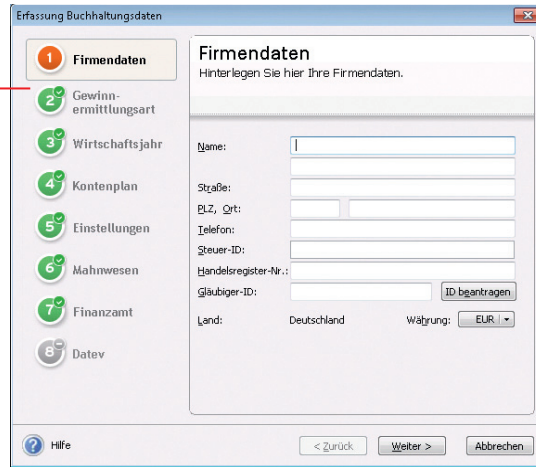 Erfassung Buchhaltungsdaten
1 Firmendaten
2 Gewinn-
ermittlungsart
3 Wirtschaftsjahr
4 Kontenplan
5 Einstellungen
6 Mahnwesen
7 Finanzamt
8 Datev
Firmendaten
Hinterlegen Sie hier Ihre Firmendaten.
Name:
Straße:
PLZ, Ort:
Telefon:
Steuer-ID:
Handelsregister-Nr.:
Gläubiger-ID: ID beantragen
Land: Deutschland Währung: EUR
Hilfe < Zurück Weiter > Abbrechen